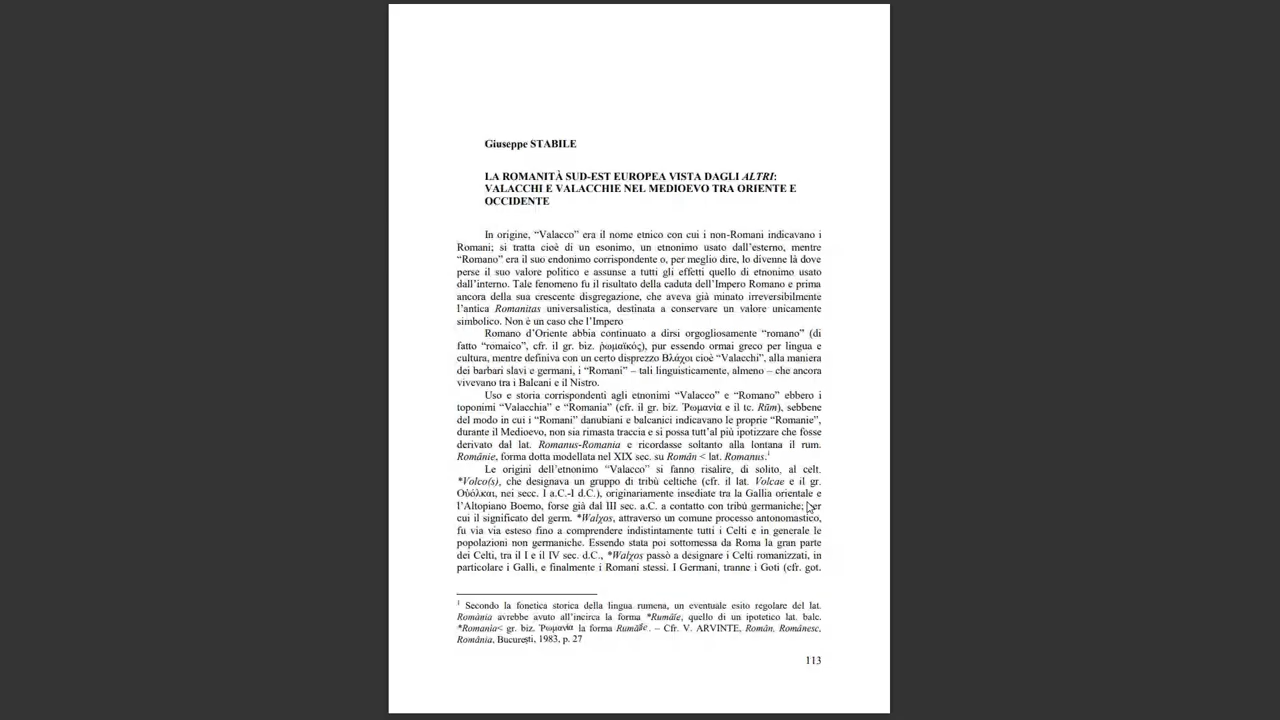 Giuseppe STABILE
LA ROMANITÀ SUD-EST EUROPEA VISTA DAGLI ALTRI:
VALACCHI E VALACCHIE NEL MEDIOEVO TRA ORIENTE E
OCCIDENTE
In origine, “Valacco” era il nome etnico con cui i non-Romani indicavano i
Romani; si tratta cioè di un esonimo, un etnonimo usato dall’esterno, mentre
“Romano” era il suo endonimo corrispondente o, per meglio dire, lo divenne là dove
perse il suo valore politico e assunse a tutti gli effetti quello di etnonimo usato
dall’interno. Tale fenomeno fu il risultato della caduta dell’Impero Romano e prima
ancora della sua crescente disgregazione, che aveva già minato irreversibilmente
l’antica Romanitas universalistica, destinata a conservare un valore unicamente
simbolico. Non è un caso che l’Impero
Romano d’Oriente abbia continuato a dirsi orgogliosamente “romano” (di
fatto “romaico”, cfr. il gr. biz. ῥωμαϊκός), pur essendo ormai greco per lingua e
cultura, mentre definiva con un certo disprezzo Βλάχοι cioè “Valacchi”, alla maniera
dei barbari slavi e germani, i “Romani” – tali linguisticamente, almeno – che ancora
vivevano tra i Balcani e il Nistro.
Uso e storia corrispondenti agli etnonimi “Valacco” e “Romano” ebbero i
toponimi “Valacchia” e “Romania” (cfr. il gr. biz. Ῥωμανία e il tc. Rūm), sebbene
del modo in cui i “Romani” danubiani e balcanici indicavano le proprie “Romanie”,
durante il Medioevo, non sia rimasta traccia e si possa tutt’al più ipotizzare che fosse
derivato dal lat. Romanus-Romania e ricordasse soltanto alla lontana il rum.
Românie, forma dotta modellata nel XIX sec. su Român < lat. Romanus.1
Le origini dell’etnonimo “Valacco” si fanno risalire, di solito, al celt.
*Volco(s), che designava un gruppo di tribù celtiche (cfr. il lat. Volcae e il gr.
Οὐόλκαι, nei secc. I a.C.-I d.C.), originariamente insediate tra la Gallia orientale e
l’Altopiano Boemo, forse già dal III sec. a.C. a contatto con tribù germaniche; per
cui il significato del germ. *Walχos, attraverso un comune processo antonomastico,
fu via via esteso fino a comprendere indistintamente tutti i Celti e in generale le
popolazioni non germaniche. Essendo stata poi sottomessa da Roma la gran parte
dei Celti, tra il I e il IV sec. d.C., *Walχos passò a designare i Celti romanizzati, in
particolare i Galli, e finalmente i Romani stessi. I Germani, tranne i Goti (cfr. got.
1 Secondo la fonetica storica della lingua rumena, un eventuale esito regolare del lat.
Romània avrebbe avuto all’incirca la forma *Rumâie, quello di un ipotetico lat. balc.
*Romanìa< gr. biz. Ῥωμανία la forma . – Cfr. V. ARVINTE, Român, Românesc,
România, București, 1983, p. 27
113